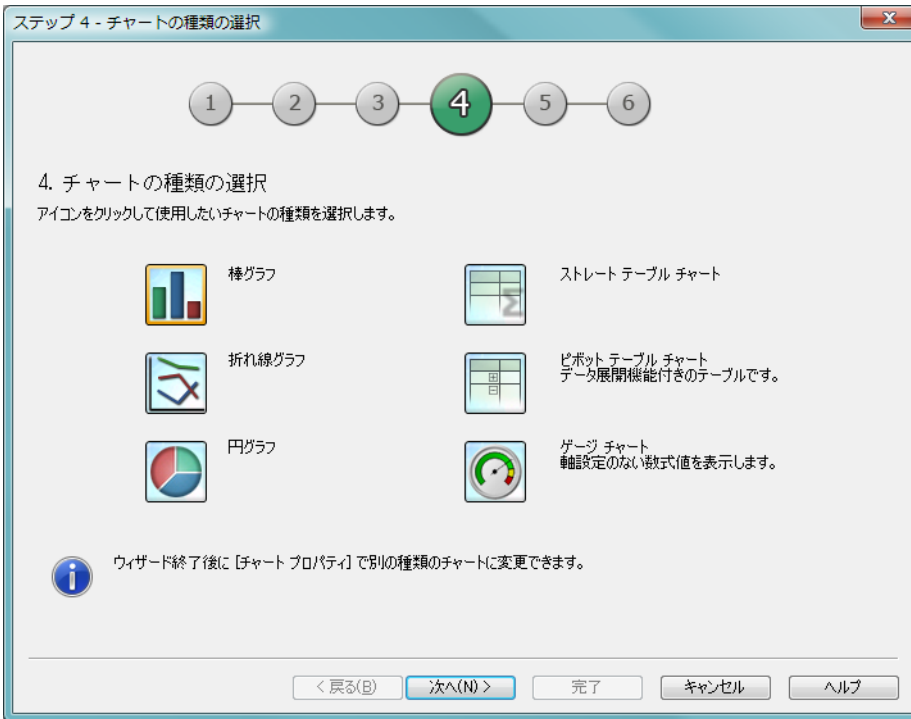 ステップ 4 - チャートの種類の選択
1 2 3 4 5 6
4. チャートの種類の選択
アイコンをクリックして使用したいチャートの種類を選択します。
棒グラフ
ストレート テーブル チャート
折れ線グラフ
ピボット テーブル チャート
データ展開機能付きのテーブルです。
円グラフ
ゲージ チャート
軸設定のない数式値を表示します。
ウィザード終了後に [チャート プロパティ] で別の種類のチャートに変更できます。
< 戻る(B) 次へ(N) > 完了 キャンセル ヘルプ